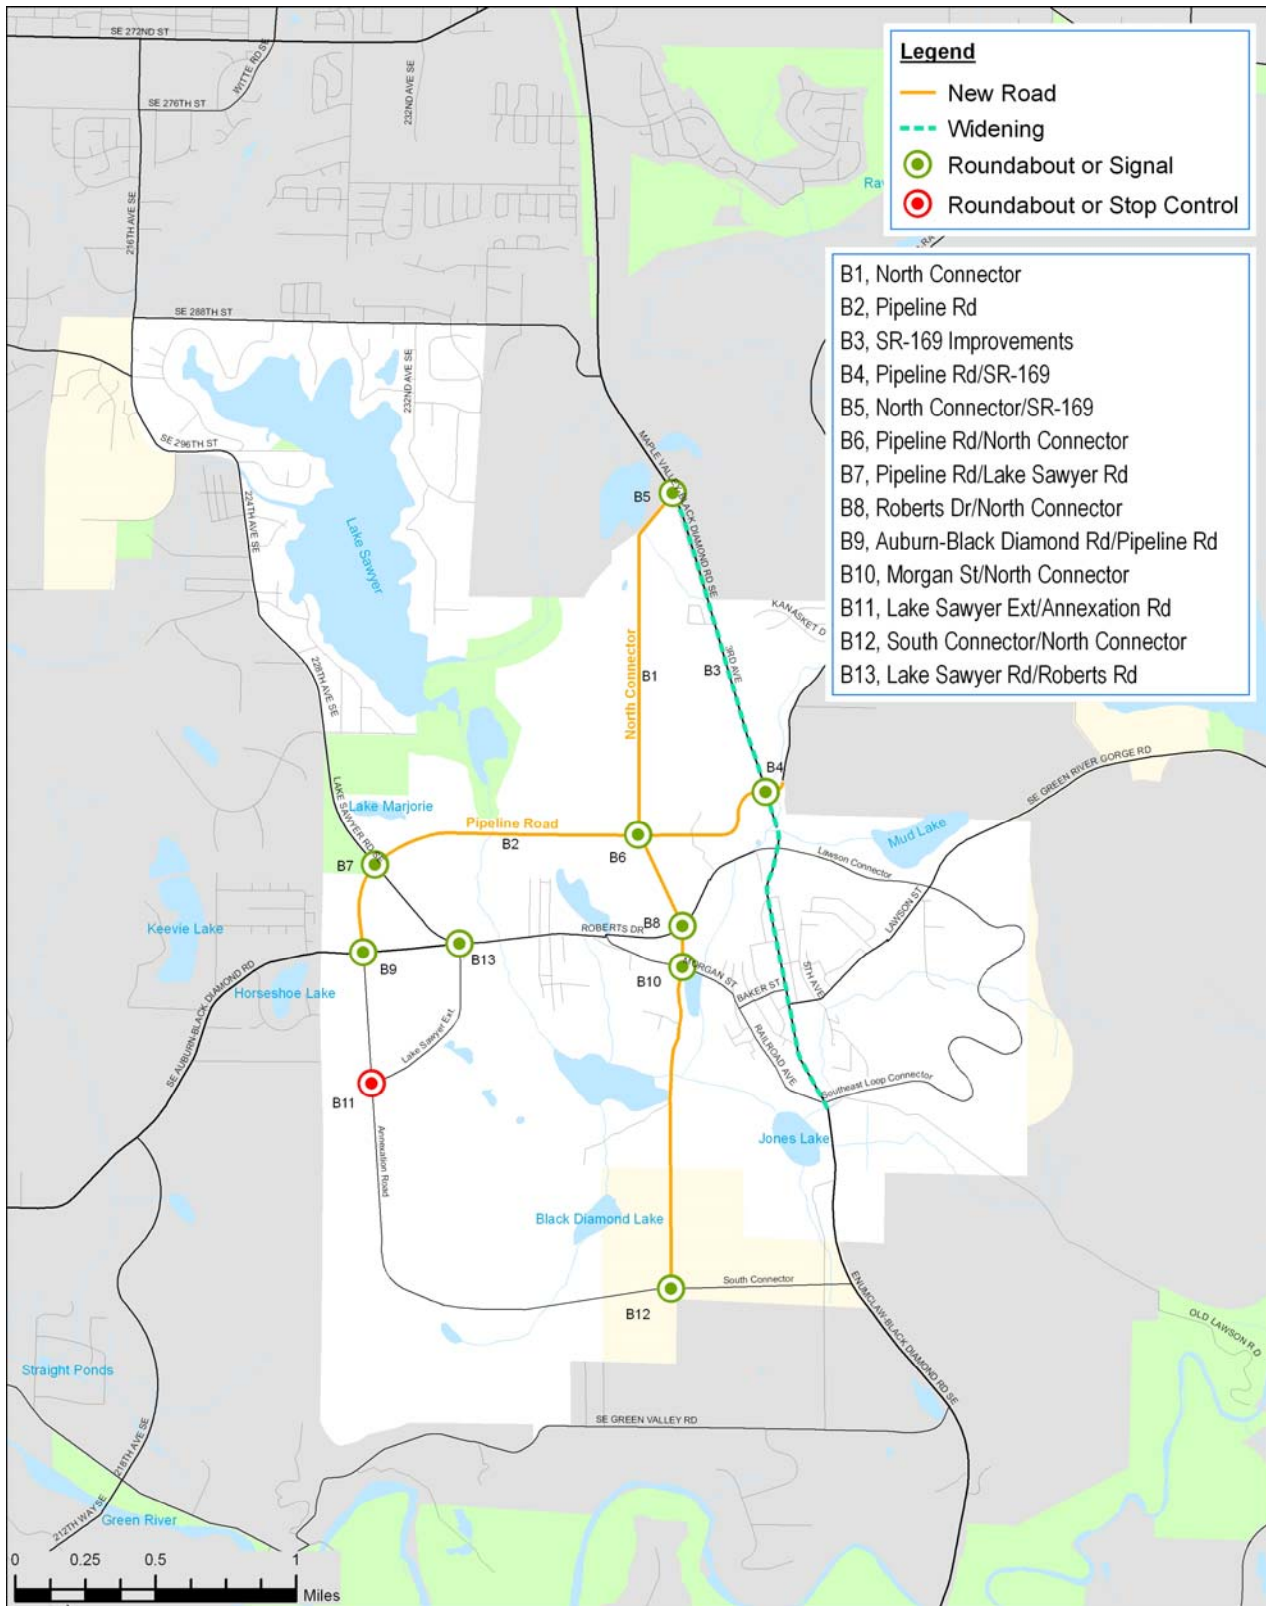 SE 272ND ST
WITTE RD SE
SE 276TH ST
232ND AVE SE
216TH AVE SE
Legend
New Road
Widening
Roundabout or Signal
Roundabout or Stop Control
Rav
B1, North Connector
B2, Pipeline Rd
B3, SR-169 Improvements
B4, Pipeline Rd/SR-169
B5, North Connector/SR-169
B6, Pipeline Rd/North Connector
B7, Pipeline Rd/Lake Sawyer Rd
B8, Roberts Dr/North Connector
B9, Auburn-Black Diamond Rd/Pipeline Rd
B10, Morgan St/North Connector
B11, Lake Sawyer Ext/Annexation Rd
B12, South Connector/North Connector
B13, Lake Sawyer Rd/Roberts Rd
SE 288TH ST
232ND AVE SE
SE 296TH ST
224TH AVE SE
Lake Sawyer
MAPLE VALLEY-BLACK DIAMOND RD SE
B5
KANASKET D
North Connector
B1
B3
3RD AVE
228TH AVE SE
SE GREEN RIVER GORGE RD
B4
LAKE SAWYER RD SE
Lake Marjorie
Pipeline Road
B2
B6
Mud Lake
Lawson Connector
B7
LAWSON ST
Keevie Lake
ROBERTS DR
B8
B9
B13
B10
MORGAN ST
5TH AVE
BAKER ST
Horseshoe Lake
SE AUBURN-BLACK DIAMOND RD
Lake Sawyer Ext.
RAILROAD AVE
Southeast Loop Connector
B11
Annexation Road
Jones Lake
Black Diamond Lake
South Connector
B12
ENUMCLAW-BLACK DIAMOND RD SE
OLD LAWSON R.D
Straight Ponds
SE GREEN VALLEY RD
218TH AVE SE
212TH WAY SE
Green River
0 0.25 0.5 1
Miles